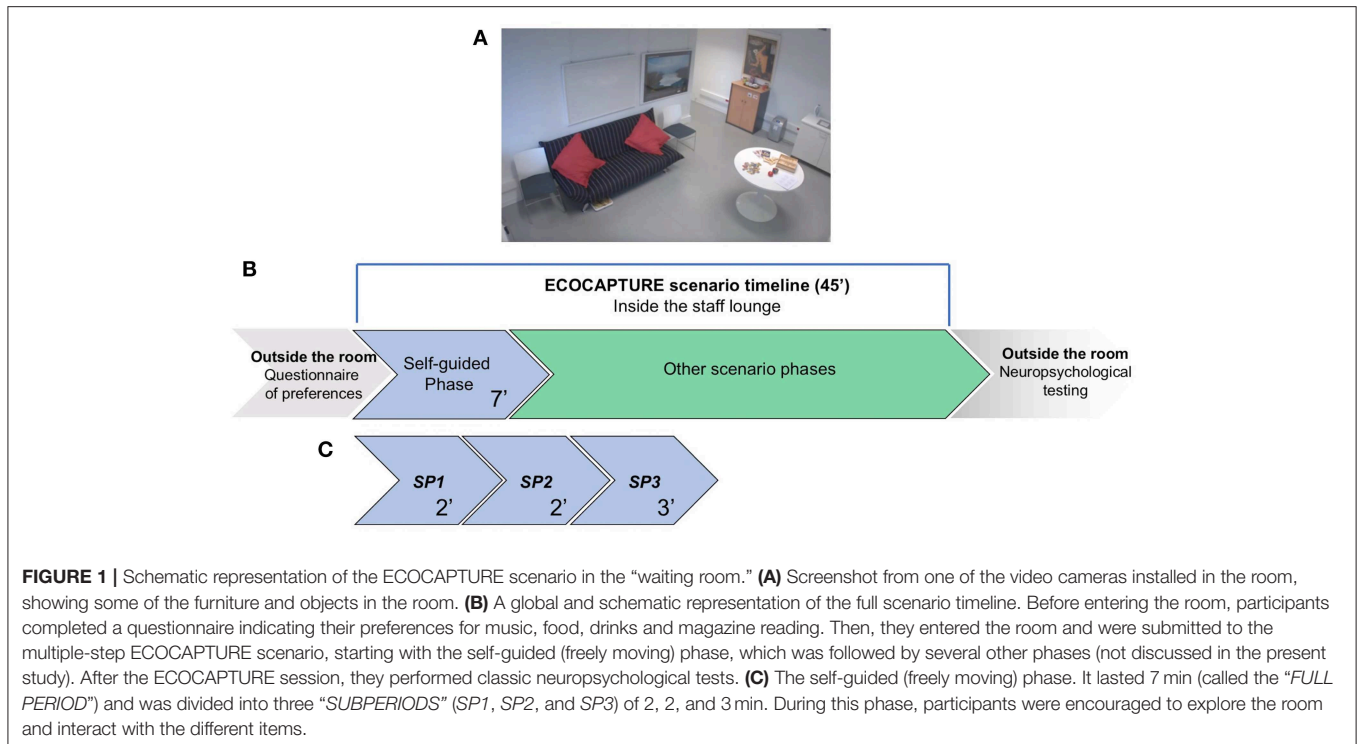 A
B
ECOCAPTURE scenario timeline (45’)
Inside the staff lounge
Outside the room
Questionnaire
of preferences
Self-guided
Phase
7’
Other scenario phases
Outside the room
Neuropsychological
testing
C
SP1
2’
SP2
2’
SP3
3’
FIGURE 1 | Schematic representation of the ECOCAPTURE scenario in the “waiting room.” (A) Screenshot from one of the video cameras installed in the room,
showing some of the furniture and objects in the room. (B) A global and schematic representation of the full scenario timeline. Before entering the room, participants
completed a questionnaire indicating their preferences for music, food, drinks and magazine reading. Then, they entered the room and were submitted to the
multiple-step ECOCAPTURE scenario, starting with the self-guided (freely moving) phase, which was followed by several other phases (not discussed in the present
study). After the ECOCAPTURE session, they performed classic neuropsychological tests. (C) The self-guided (freely moving) phase. It lasted 7 min (called the “FULL
PERIOD”) and was divided into three “SUBPERIODS” (SP1, SP2, and SP3) of 2, 2, and 3 min. During this phase, participants were encouraged to explore the room
and interact with the different items.